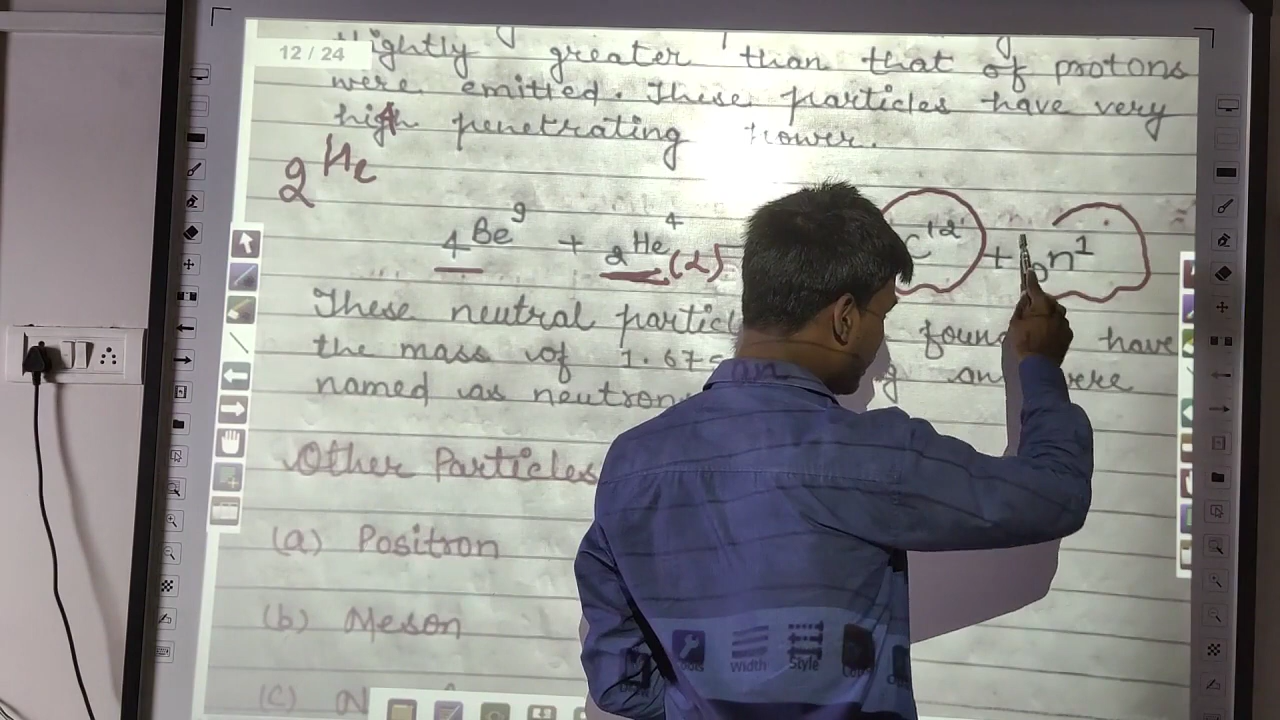 12 / 24
slightly greater than that of protons
were emitted. These particles have very
high penetrating power.
2 He
4 Be 9 + 2 He 4 (α) C 12 + 0 n 1
These neutral found have
the mass of 1.675 and were
named as neutron
Other Particles
(a) Positron
(b) Meson
(c)
Width
Style